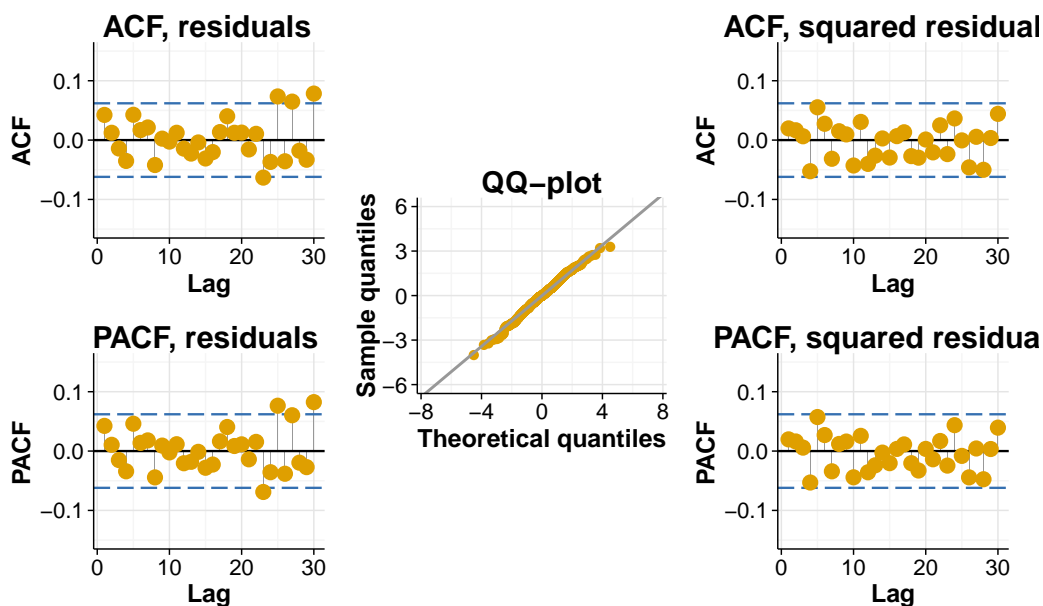 ACF, residuals
0.1
0.0
−0.1
ACF
0 10 20 30
Lag
PACF, residuals
0.1
0.0
−0.1
PACF
0 10 20 30
Lag
QQ−plot
6
3
0
−3
−6
Sample quantiles
−8 −4 0 4 8
Theoretical quantiles
ACF, squared residual
0.1
0.0
−0.1
ACF
0 10 20 30
Lag
PACF, squared residua
0.1
0.0
−0.1
PACF
0 10 20 30
Lag